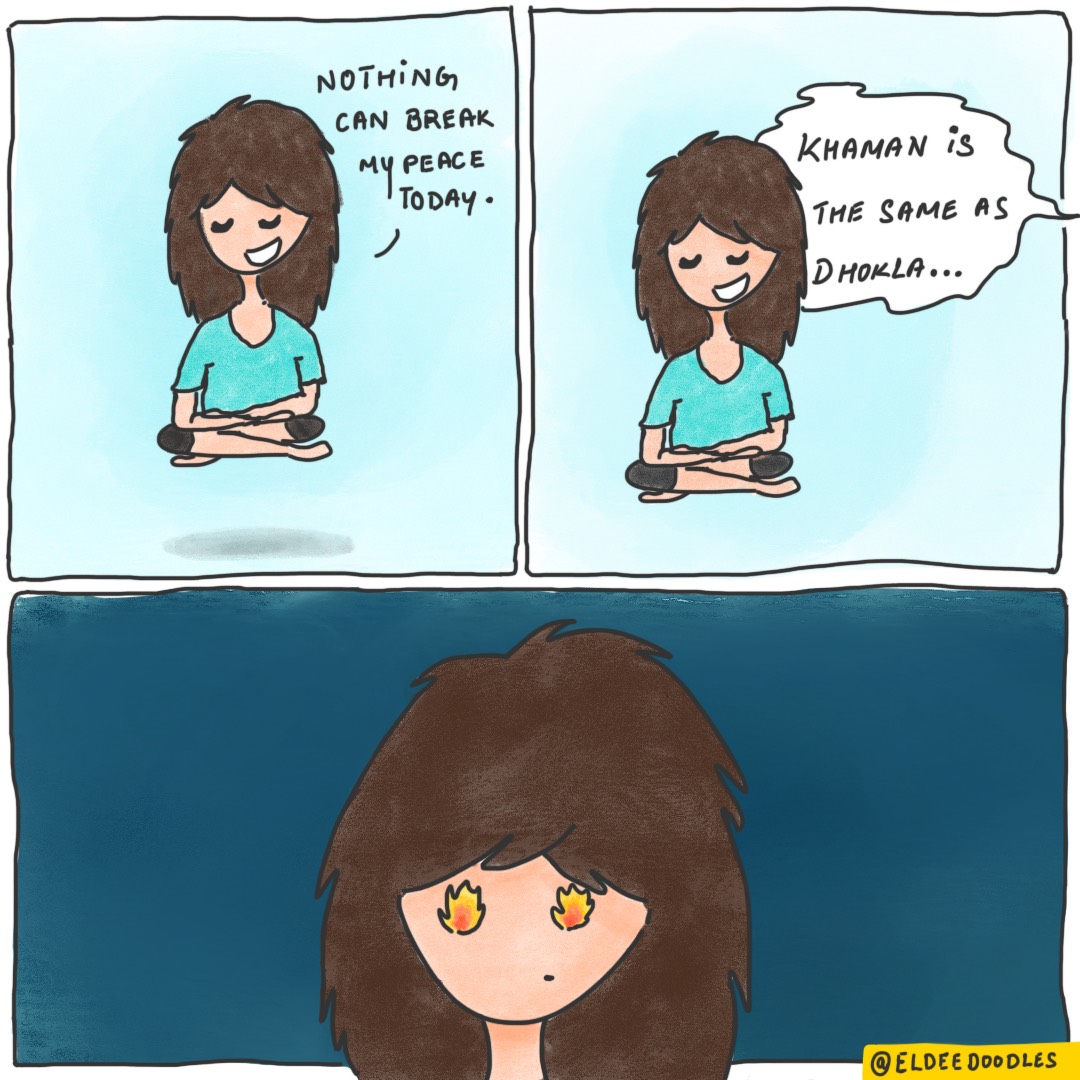 NOTHING
CAN BREAK
MY PEACE
TODAY.
KHAMAN iS
THE SAME AS
DHOKLA...
@ELDEEDOODLES